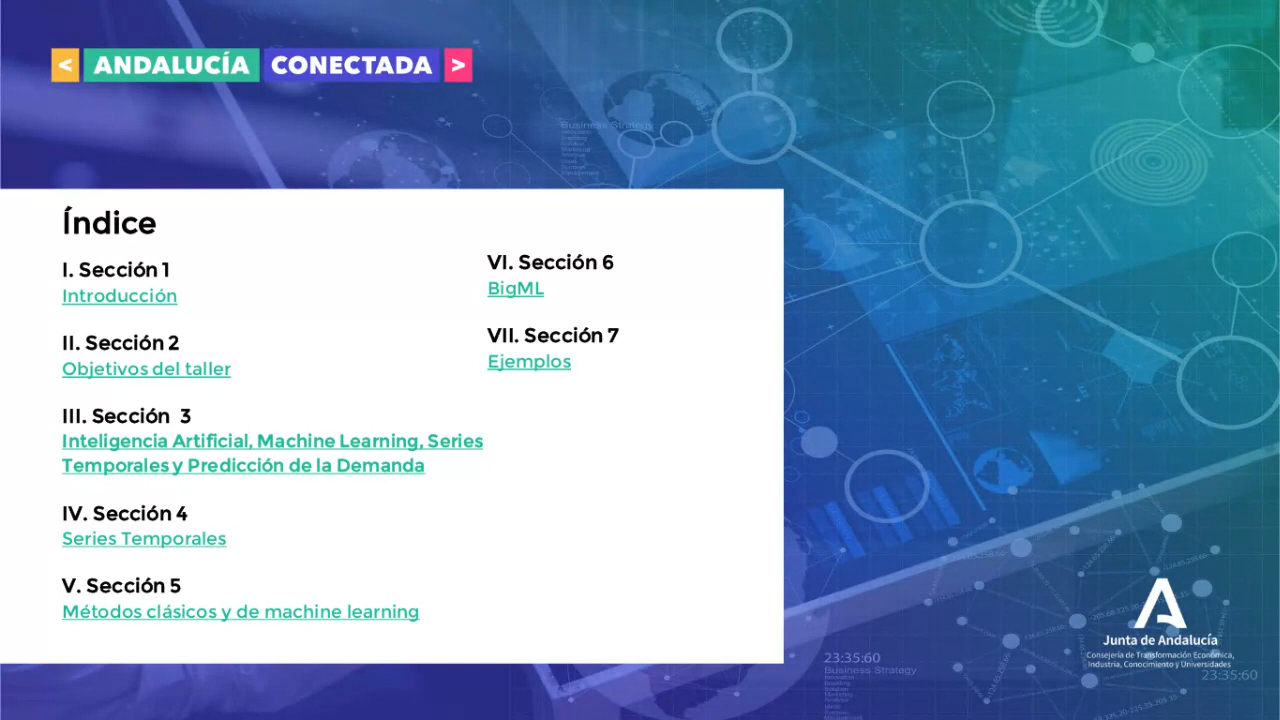 < ANDALUCÍA CONECTADA >
Business Strategy
Índice
I. Sección 1
Introducción
II. Sección 2
Objetivos del taller
III. Sección 3
Inteligencia Artificial, Machine Learning, Series
Temporales y Predicción de la Demanda
IV. Sección 4
Series Temporales
V. Sección 5
Métodos clásicos y de machine learning
VI. Sección 6
BigML
VII. Sección 7
Ejemplos
23:35:60
Business Strategy
Junta de Andalucía
Consejería de Transformación Económica,
Industria, Conocimiento y Universidades
23:35:60